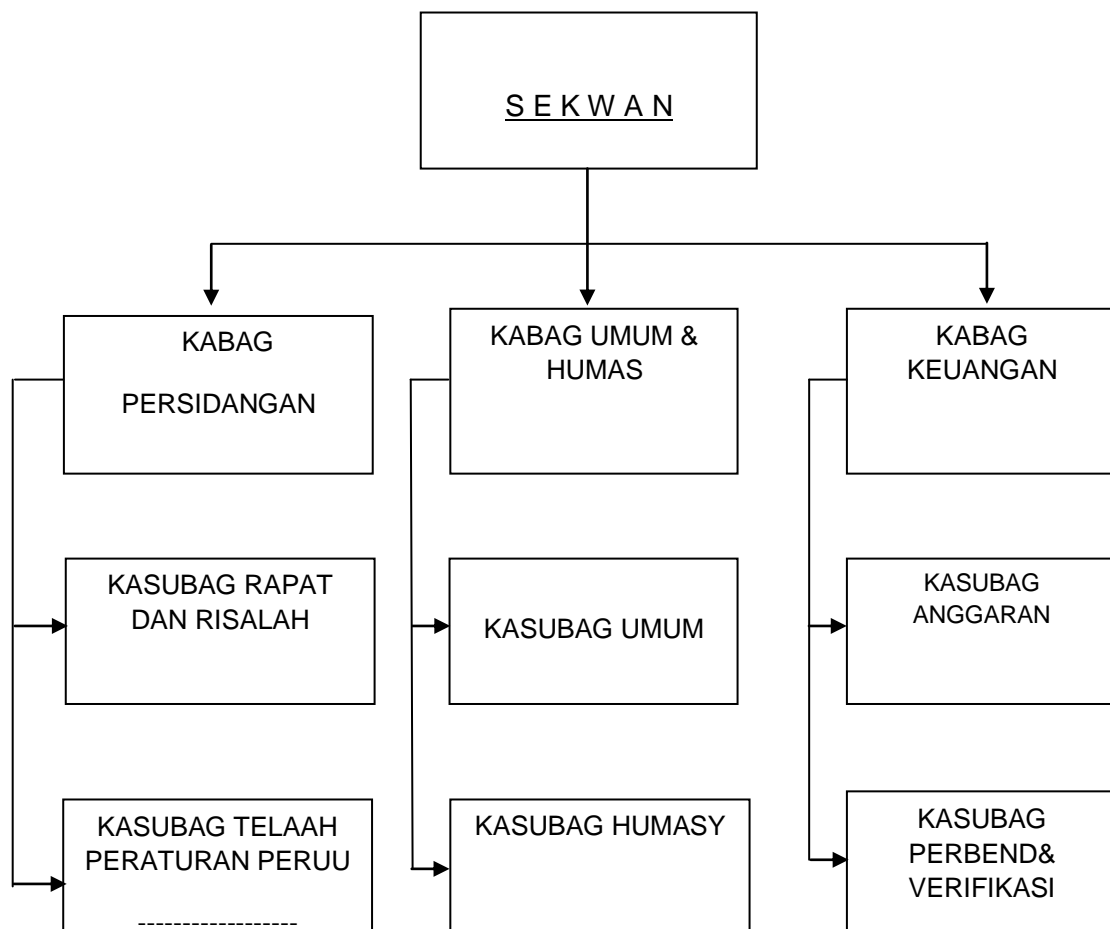 S E K W A N
KABAG
PERSIDANGAN
KABAG UMUM &
HUMAS
KABAG
KEUANGAN
KASUBAG RAPAT
DAN RISALAH
KASUBAG UMUM
KASUBAG
ANGGARAN
KASUBAG TELAAH
PERATURAN PERUU
------------------
KASUBAG HUMASY
KASUBAG
PERBEND&
VERIFIKASI